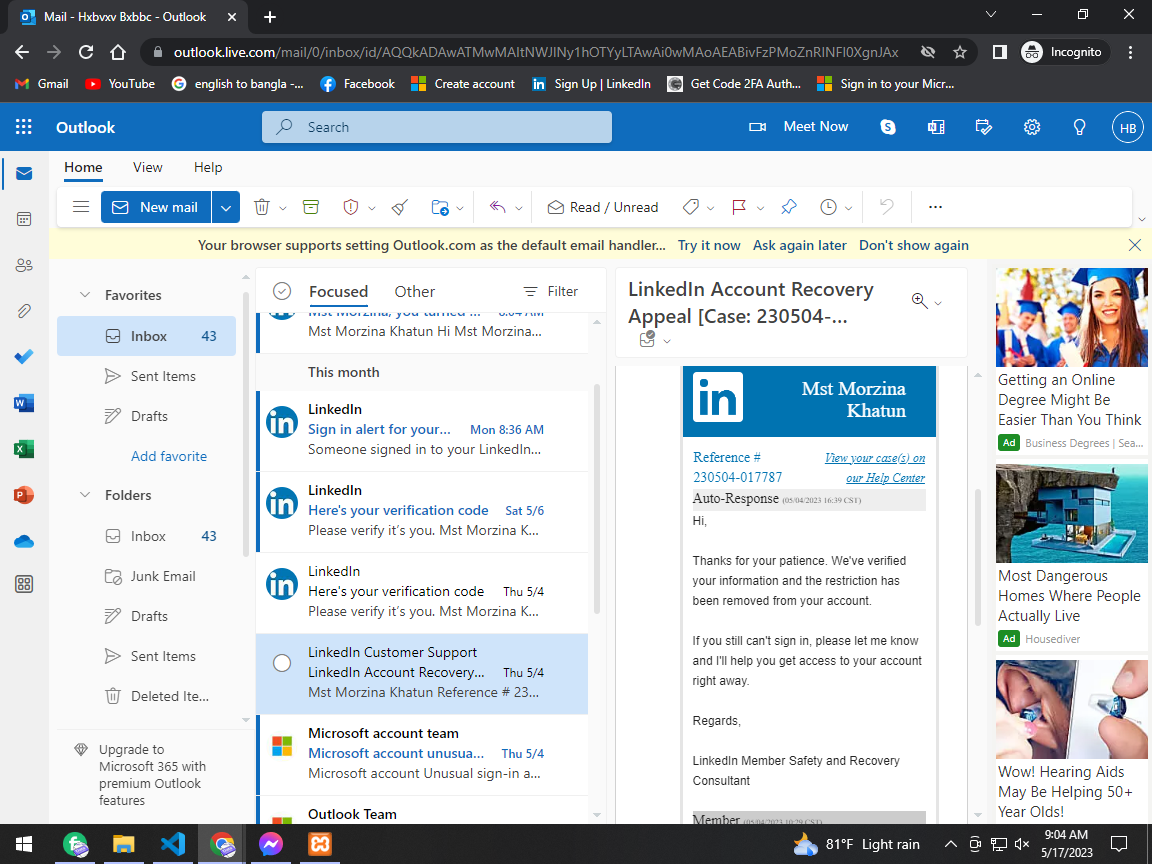 Mail - Hxbvxv Bxbbc - Outlook
outlook.live.com/mail/0/inbox/id/AQQkADAwATMwMAItNWJlNy1hOTYyLTAwAi0wMAoAEABivFzPMoZnRINFI0XgnJAx
Incognito
Gmail
YouTube
english to bangla -...
Facebook
Create account
Sign Up | LinkedIn
Get Code 2FA Auth...
Sign in to your Micr...
Outlook
Search
Meet Now
HB
Home
View
Help
New mail
Read / Unread
Your browser supports setting Outlook.com as the default email handler...
Try it now
Ask again later
Don't show again
Favorites
Inbox 43
Sent Items
Drafts
Add favorite
Folders
Inbox 43
Junk Email
Drafts
Sent Items
Deleted Ite...
Upgrade to
Microsoft 365 with
premium Outlook
features
Focused
Other
Filter
Mst Morzina, you turned ... 8:04 AM
Mst Morzina Khatun Hi Mst Morzina...
This month
LinkedIn
Sign in alert for your... Mon 8:36 AM
Someone signed in to your LinkedIn...
LinkedIn
Here's your verification code Sat 5/6
Please verify it's you. Mst Morzina K...
LinkedIn
Here's your verification code Thu 5/4
Please verify it's you. Mst Morzina K...
LinkedIn Customer Support
LinkedIn Account Recovery... Thu 5/4
Mst Morzina Khatun Reference # 23...
Microsoft account team
Microsoft account unusua... Thu 5/4
Microsoft account Unusual sign-in a...
Outlook Team
LinkedIn Account Recovery
Appeal [Case: 230504-...
in
Mst Morzina
Khatun
Reference #
230504-017787
View your case(s) on
our Help Center
Auto-Response (05/04/2023 16:39 CST)
Hi,
Thanks for your patience. We've verified
your information and the restriction has
been removed from your account.
If you still can't sign in, please let me know
and I'll help you get access to your account
right away.
Regards,
LinkedIn Member Safety and Recovery
Consultant
Member (05/04/2023 10:29 CST)
Getting an Online
Degree Might Be
Easier Than You Think
Ad Business Degrees | Sea...
Most Dangerous
Homes Where People
Actually Live
Ad Housediver
Wow! Hearing Aids
May Be Helping 50+
Year Olds!
81°F Light rain
9:04 AM
5/17/2023